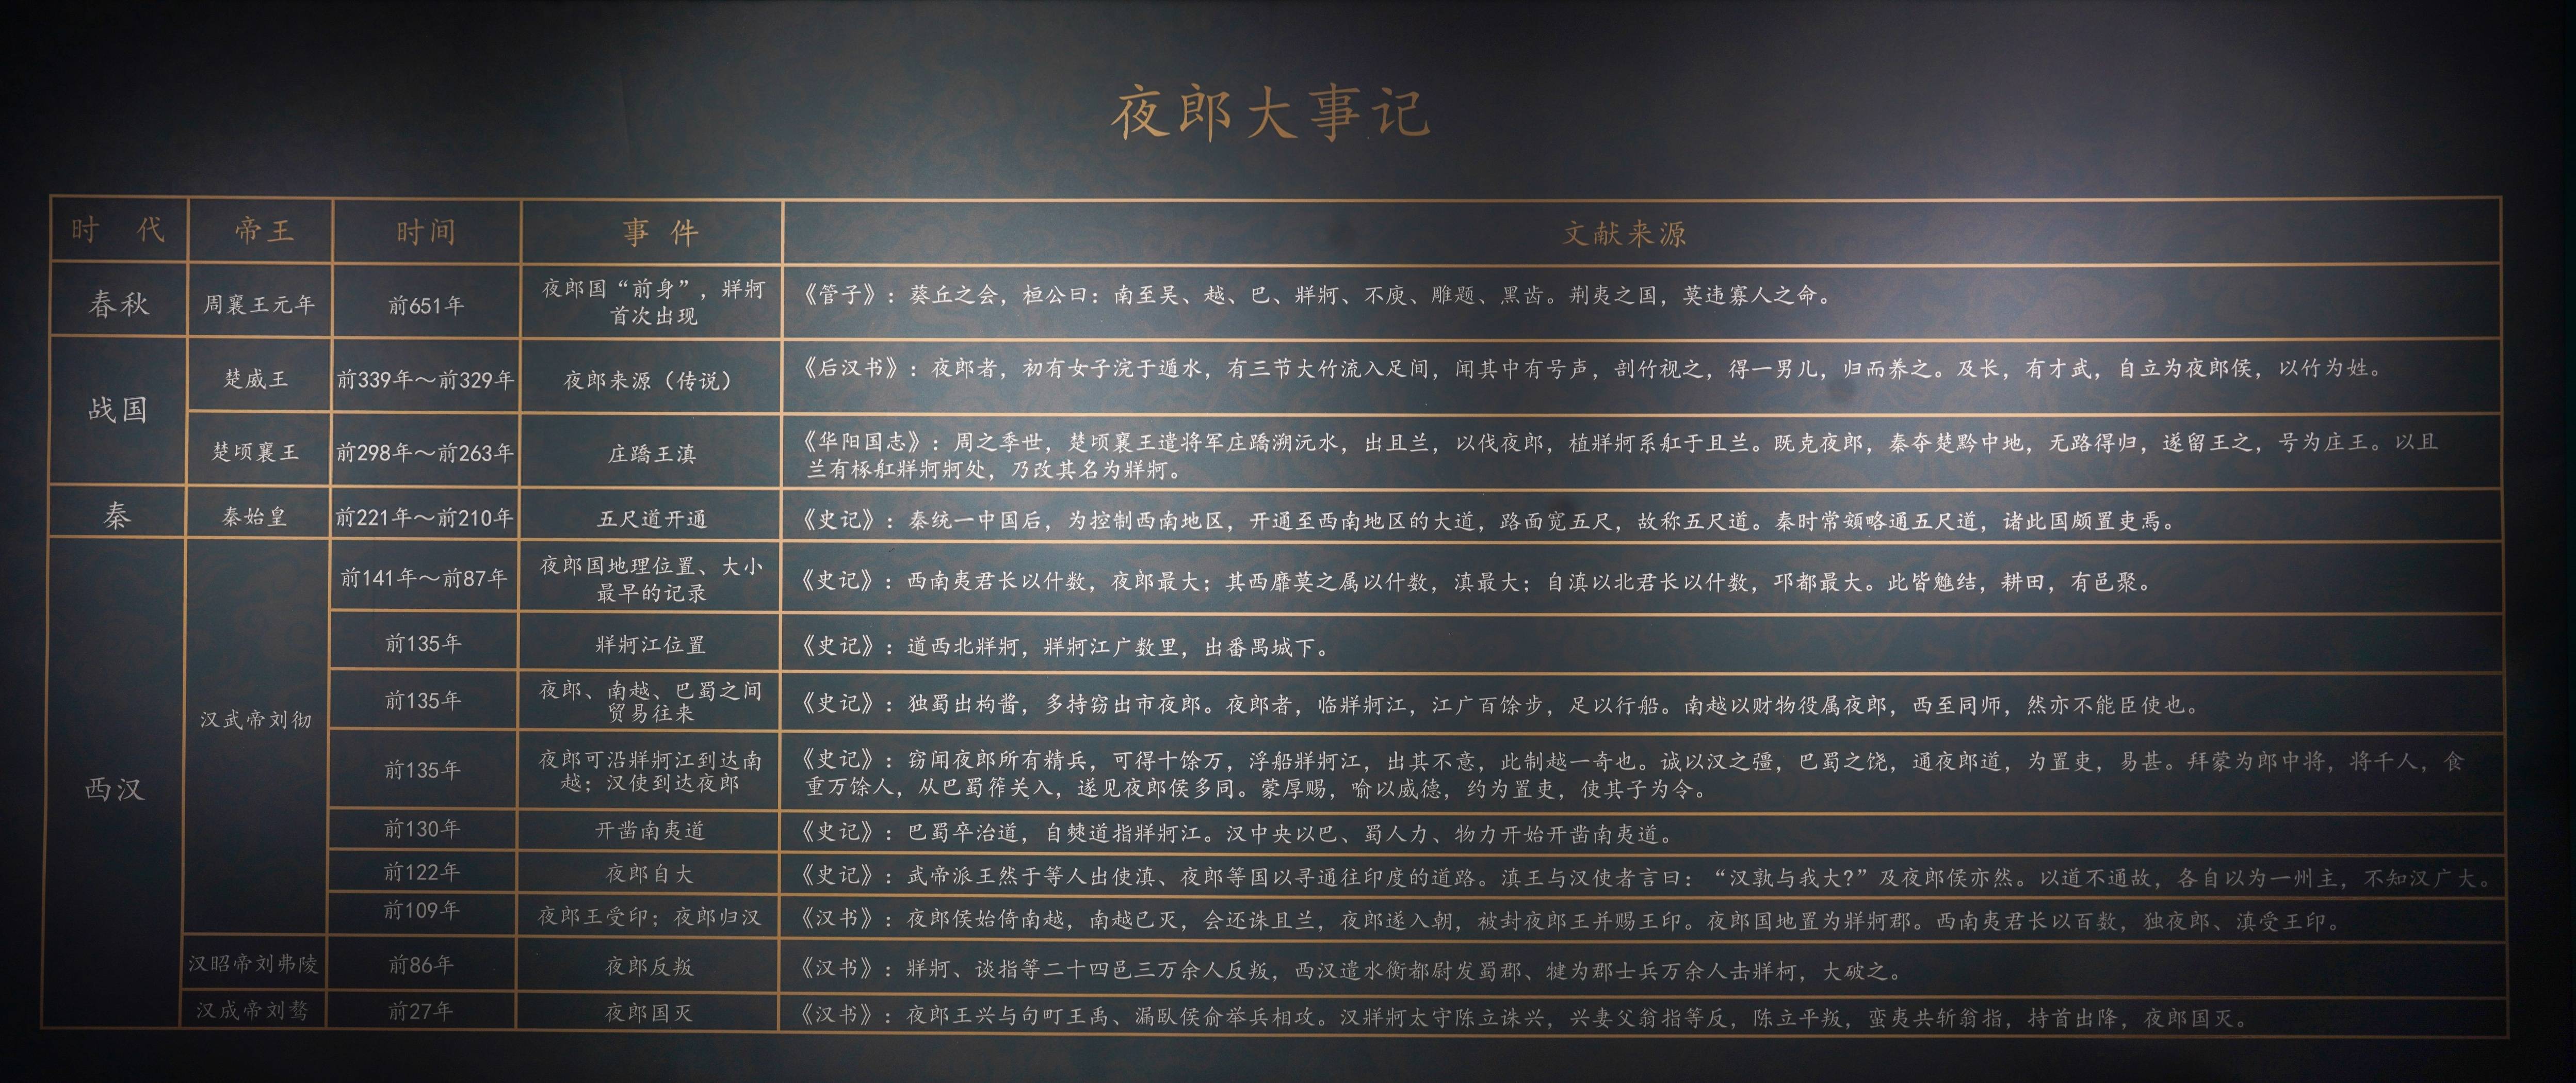 夜郎大事记
时 代 帝王 时间 事 件 文献来源
春秋 周襄王元年 前651年 夜郎国“前身”，牂牁
首次出现 《管子》：葵丘之会，桓公曰：南至吴、越、巴、牂牁、不庾、雕题、黑齿。荆夷之国，莫违寡人之命。
战国 楚威王 前339年～前329年 夜郎来源（传说） 《后汉书》：夜郎者，初有女子浣于遁水，有三节大竹流入足间，闻其中有号声，剖竹视之，得一男儿，归而养之。及长，有才武，自立为夜郎侯，以竹为姓。
楚顷襄王 前298年～前263年 庄蹻王滇 《华阳国志》：周之季世，楚顷襄王遣将军庄蹻溯沅水，出且兰，以伐夜郎，植牂牁系舡于且兰。既克夜郎，秦夺楚黔中地，无路得归，遂留王之，号为庄王。以且
兰有椓舡牂牁牁处，乃改其名为牂牁。
秦 秦始皇 前221年～前210年 五尺道开通 《史记》：秦统一中国后，为控制西南地区，开通至西南地区的大道，路面宽五尺，故称五尺道。秦时常頞略通五尺道，诸此国颇置吏焉。
西汉 汉武帝刘彻 前141年～前87年 夜郎国地理位置、大小
最早的记录 《史记》：西南夷君长以什数，夜郎最大；其西靡莫之属以什数，滇最大；自滇以北君长以什数，邛都最大。此皆魋结，耕田，有邑聚。
前135年 牂牁江位置 《史记》：道西北牂牁，牂牁江广数里，出番禺城下。
前135年 夜郎、南越、巴蜀之间
贸易往来 《史记》：独蜀出枸酱，多持窃出市夜郎。夜郎者，临牂牁江，江广百馀步，足以行船。南越以财物役属夜郎，西至同师，然亦不能臣使也。
前135年 夜郎可沿牂牁江到达南
越；汉使到达夜郎 《史记》：窃闻夜郎所有精兵，可得十馀万，浮船牂牁江，出其不意，此制越一奇也。诚以汉之彊，巴蜀之饶，通夜郎道，为置吏，易甚。拜蒙为郎中将，将千人，食
重万馀人，从巴蜀筰关入，遂见夜郎侯多同。蒙厚赐，喻以威德，约为置吏，使其子为令。
前130年 开凿南夷道 《史记》：巴蜀卒治道，自僰道指牂牁江。汉中央以巴、蜀人力、物力开始开凿南夷道。
前122年 夜郎自大 《史记》：武帝派王然于等人出使滇、夜郎等国以寻通往印度的道路。滇王与汉使者言曰：“汉孰与我大?”及夜郎侯亦然。以道不通故，各自以为一州主，不知汉广大。
前109年 夜郎王受印；夜郎归汉 《汉书》：夜郎侯始倚南越，南越已灭，会还诛且兰，夜郎遂入朝，被封夜郎王并赐王印。夜郎国地置为牂牁郡。西南夷君长以百数，独夜郎、滇受王印。
汉昭帝刘弗陵 前86年 夜郎反叛 《汉书》：牂牁、谈指等二十四邑三万余人反叛，西汉遣水衡都尉发蜀郡、犍为郡士兵万余人击牂柯，大破之。
汉成帝刘骜 前27年 夜郎国灭 《汉书》：夜郎王兴与句町王禹、漏臥侯俞举兵相攻。汉牂牁太守陈立诛兴，兴妻父翁指等反，陈立平叛，蛮夷共斩翁指，持首出降，夜郎国灭。